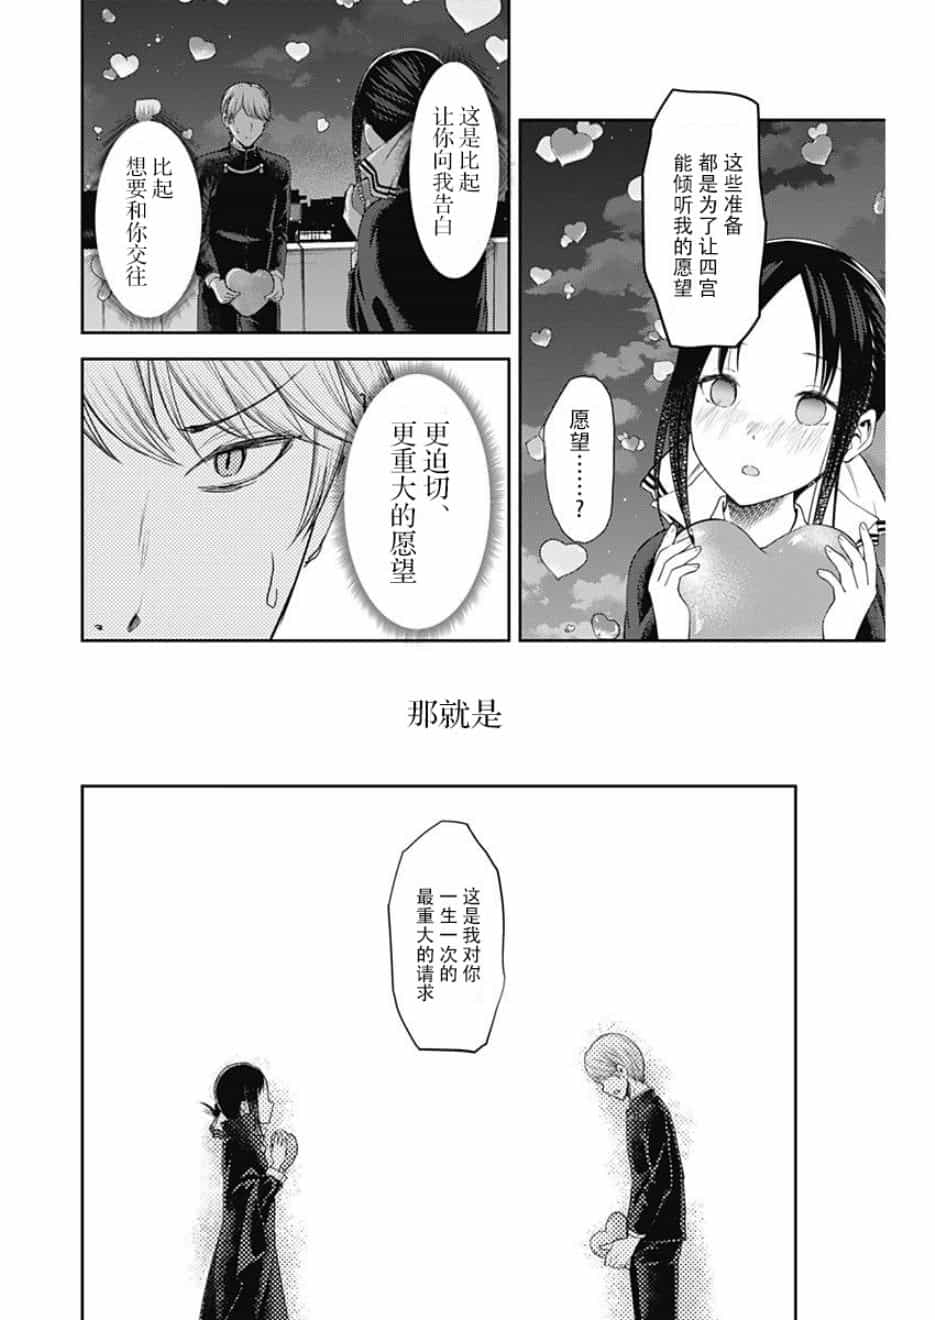 这些准备
都是为了让四宫
能倾听我的愿望
愿望……?
这是比起
让你向我告白
比起
想要和你交往
更迫切、
更重大的愿望
那就是
这是我对你
一生一次的
最重大的请求